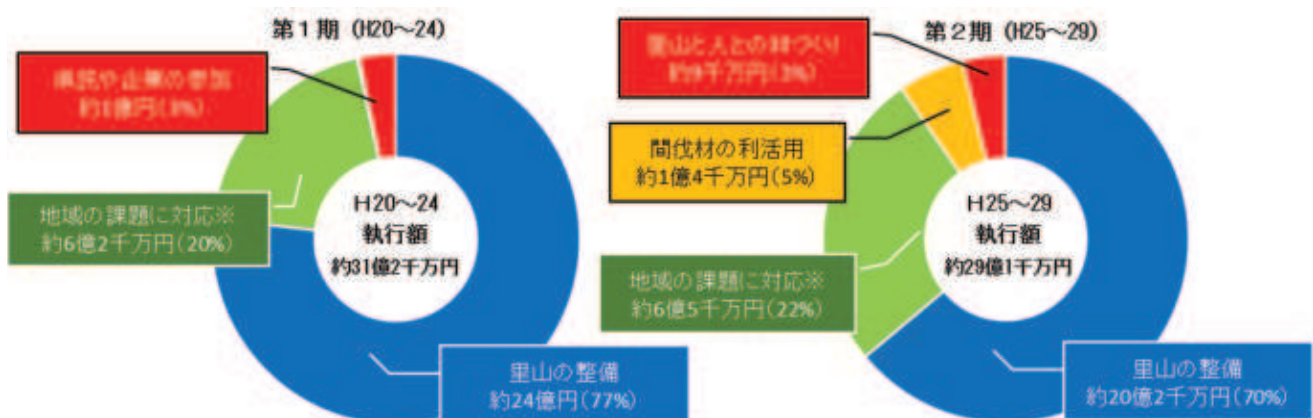 第1期（H20～24）
県民や企業の参加
約1億円（3%）
地域の課題に対応※
約6億2千万円（20%）
H20～24
執行額
約31億2千万円
里山の整備
約24億円（77%）
第2期（H25～29）
里山と人との絆づくり
約9千万円（3%）
間伐材の利活用
約1億4千万円（5%）
地域の課題に対応※
約6億5千万円（22%）
H25～29
執行額
約29億1千万円
里山の整備
約20億2千万円（70%）